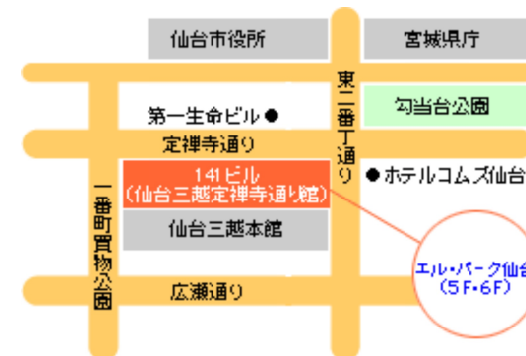 仙台市役所
宮城県庁
東二番丁通り
勾当台公園
第一生命ビル●
定禅寺通り
141ビル
(仙台三越定禅寺通り館)
●ホテルコムズ仙台
仙台三越本館
一番町買物公園
エル・パーク仙台
(5F・6F)
広瀬通り